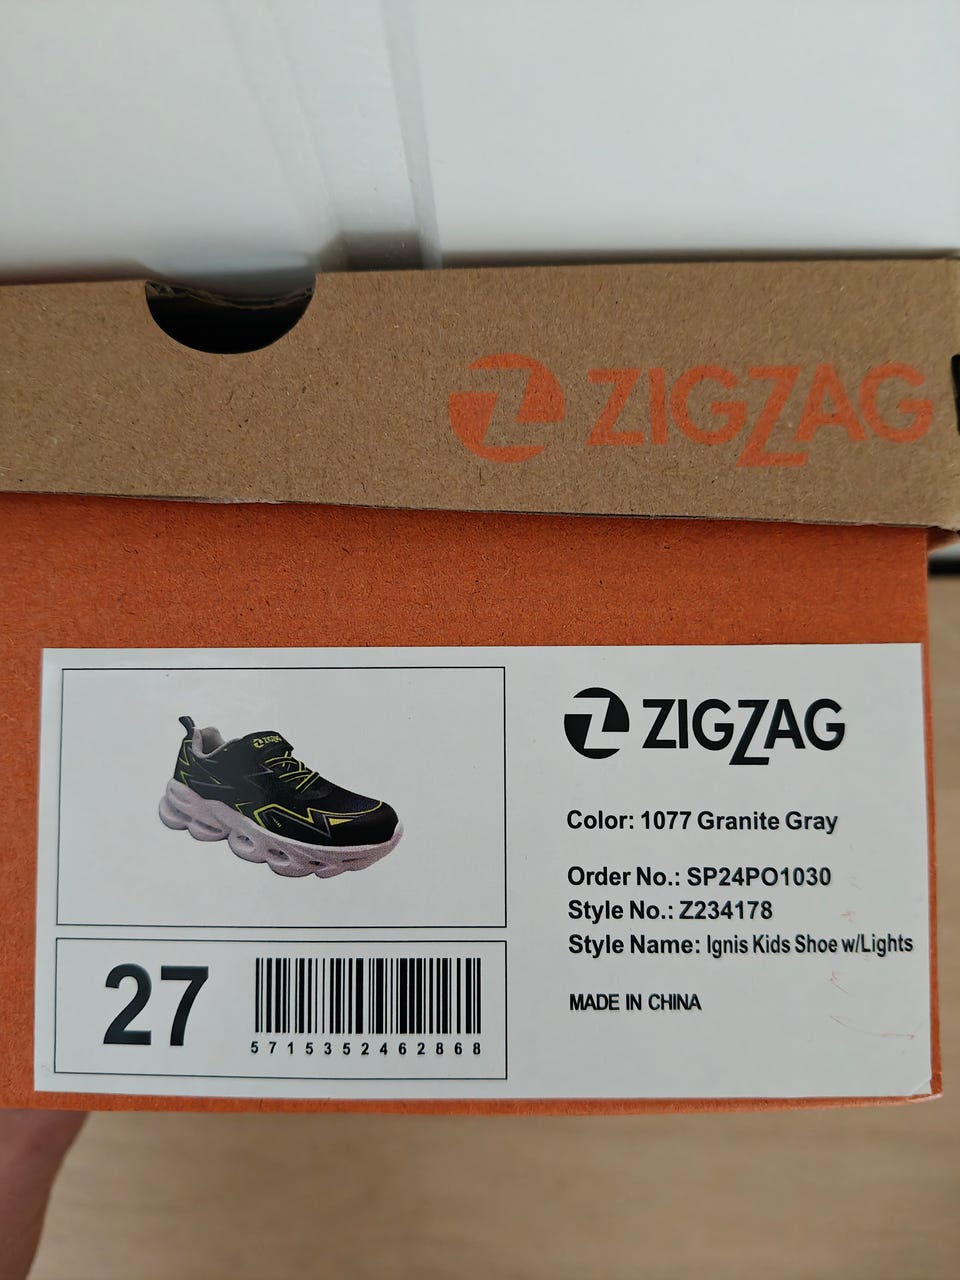 ZIGZAG
ZIGZAG
ZIGZAG
Color: 1077 Granite Gray
Order No.: SP24PO1030
Style No.: Z234178
Style Name: Ignis Kids Shoe w/Lights
MADE IN CHINA
27
5715352462868